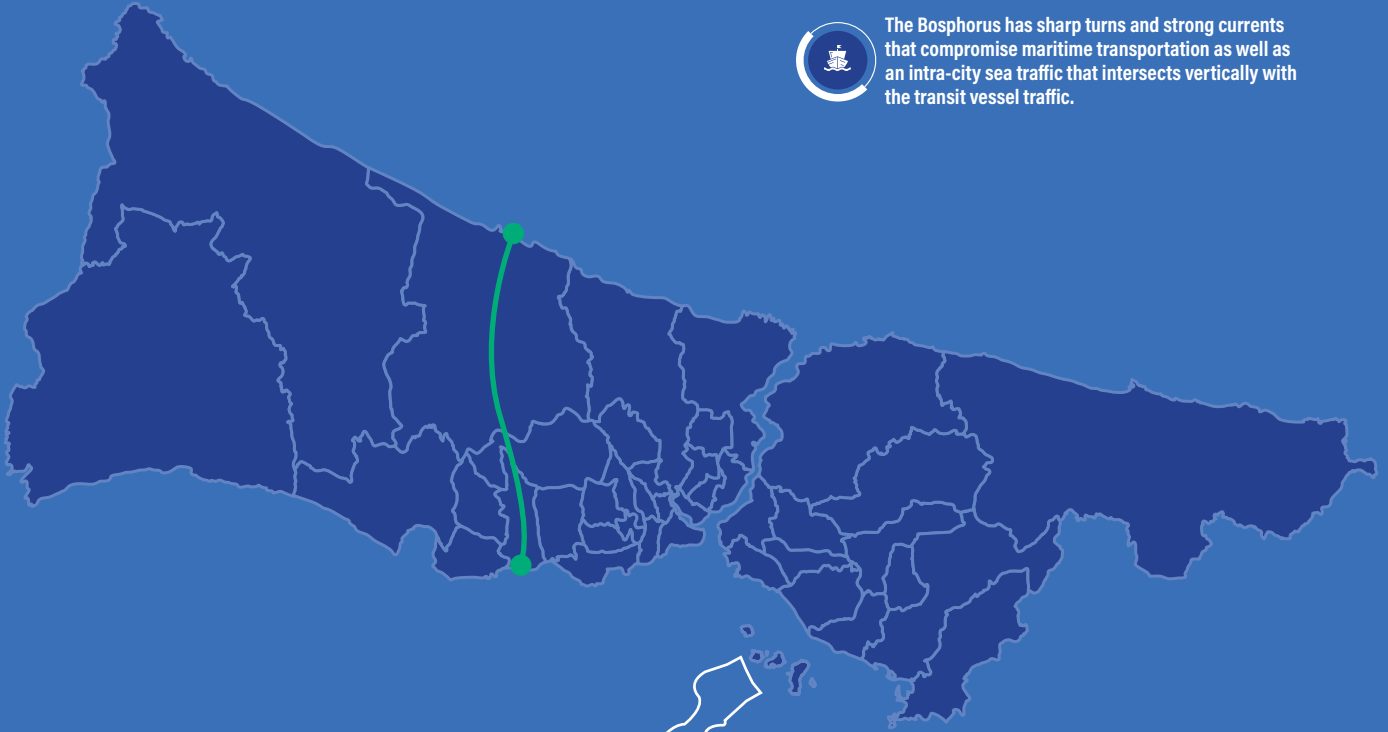 The Bosphorus has sharp turns and strong currents
that compromise maritime transportation as well as
an intra-city sea traffic that intersects vertically with
the transit vessel traffic.